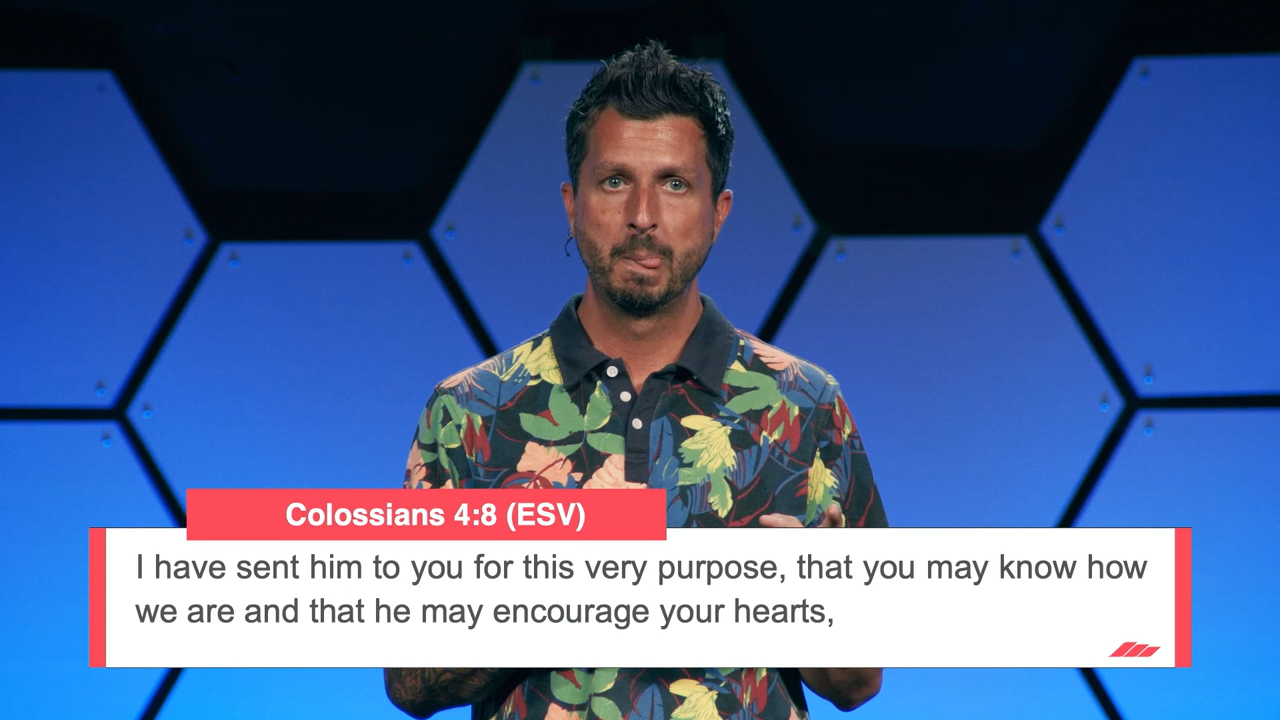 Colossians 4:8 (ESV)
I have sent him to you for this very purpose, that you may know how
we are and that he may encourage your hearts,